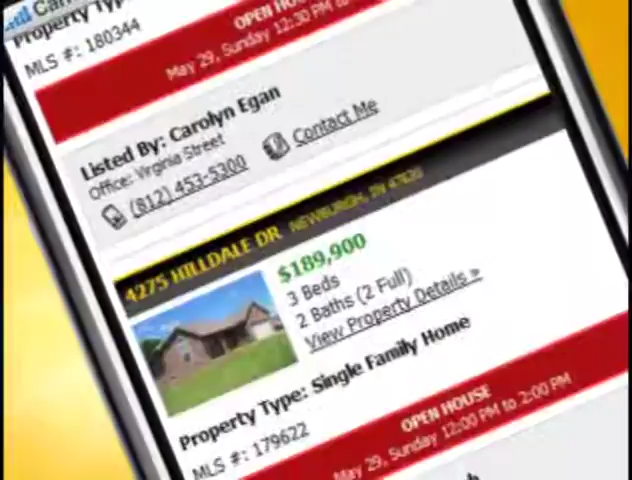 Property Typ
MLS #: 180344
OPEN HOU
May 29, Sunday 12:30 PM to
Listed By: Carolyn Egan
Office: Virginia Street
(812) 453-5300
Contact Me
4275 HILLDALE DR NEWBURGH, IN 47630
$189,900
3 Beds
2 Baths (2 Full)
View Property Details »
Property Type: Single Family Home
MLS #: 179622
OPEN HOUSE
May 29, Sunday 12:00 PM to 2:00 PM